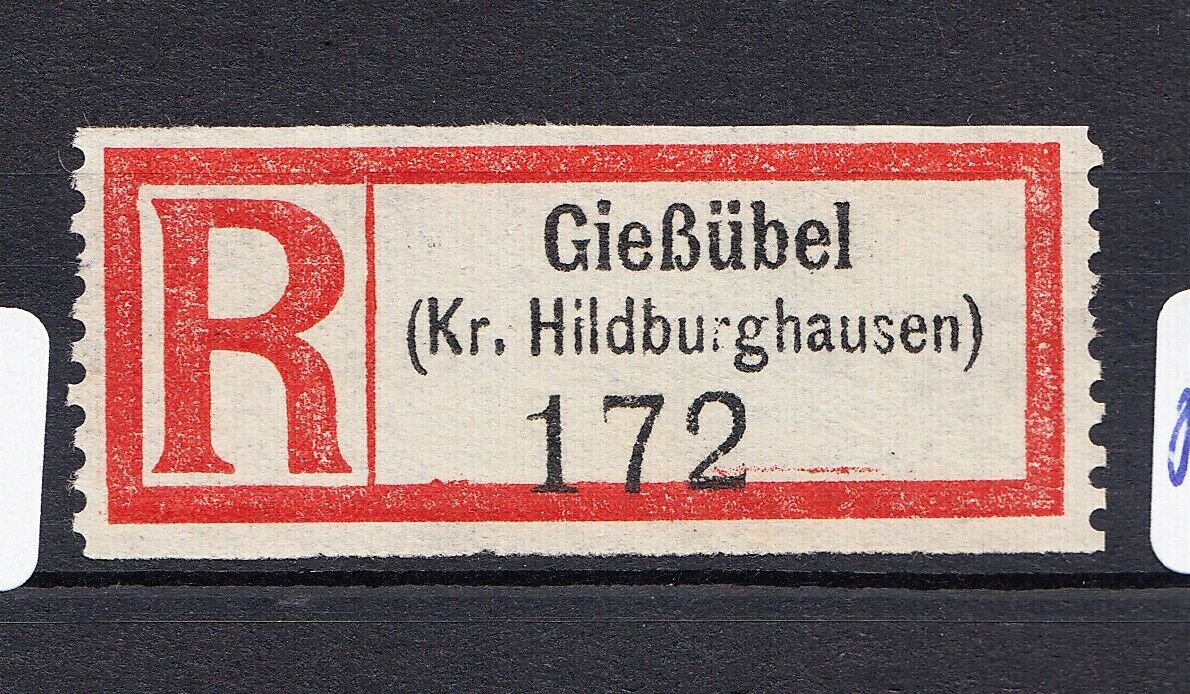 R
Gießübel
(Kr. Hildburghausen)
172